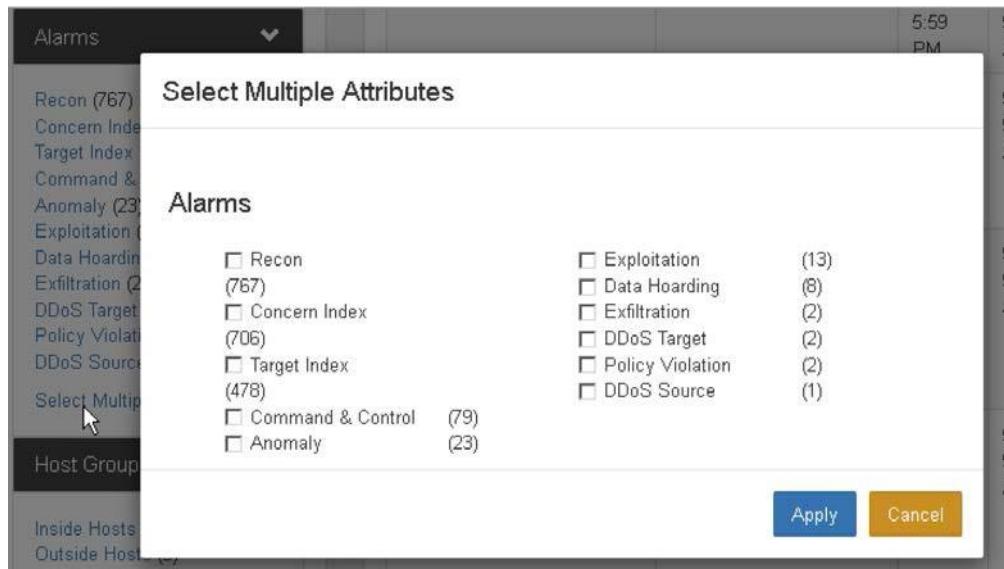 Alarms
5:59
PM
Recon (767)
Concern Inde
Target Index
Command &
Anomaly (23
Exploitation (
Data Hoardin
Exfiltration (2
DDoS Target
Policy Violati
DDoS Source
Select Multip
Host Group
Inside Hosts
Outside Host
Select Multiple Attributes
Alarms
Recon
(767)
Concern Index
(706)
Target Index
(478)
Command & Control (79)
Anomaly (23)
Exploitation (13)
Data Hoarding (8)
Exfiltration (2)
DDoS Target (2)
Policy Violation (2)
DDoS Source (1)
Apply Cancel